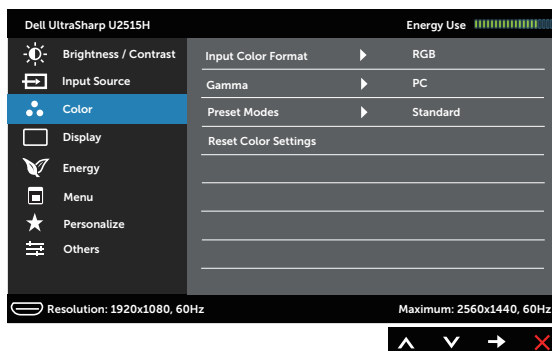 Dell UltraSharp U2515H Energy Use
Brightness / Contrast
Input Source
Color
Display
Energy
Menu
Personalize
Others
Input Color Format RGB
Gamma PC
Preset Modes Standard
Reset Color Settings
Resolution: 1920x1080, 60Hz Maximum: 2560x1440, 60Hz